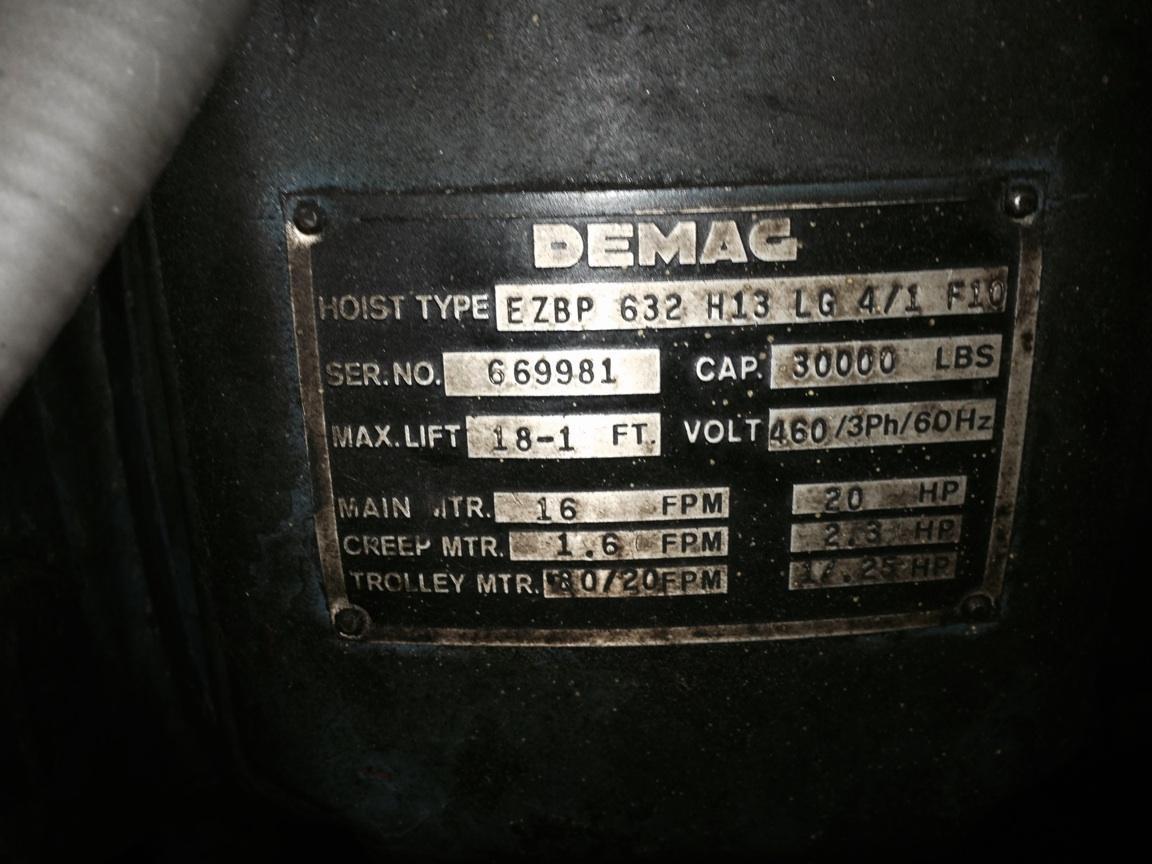 DEMAG
HOIST TYPE EZBP 632 H13 LG 4/1 F10
SER. NO. 669981 CAP. 30000 LBS
MAX. LIFT 18-1 FT. VOLT 460/3Ph/60Hz
MAIN MTR. 16 FPM 20 HP
CREEP MTR. 1.6 FPM 2.3 HP
TROLLEY MTR. FPM HP